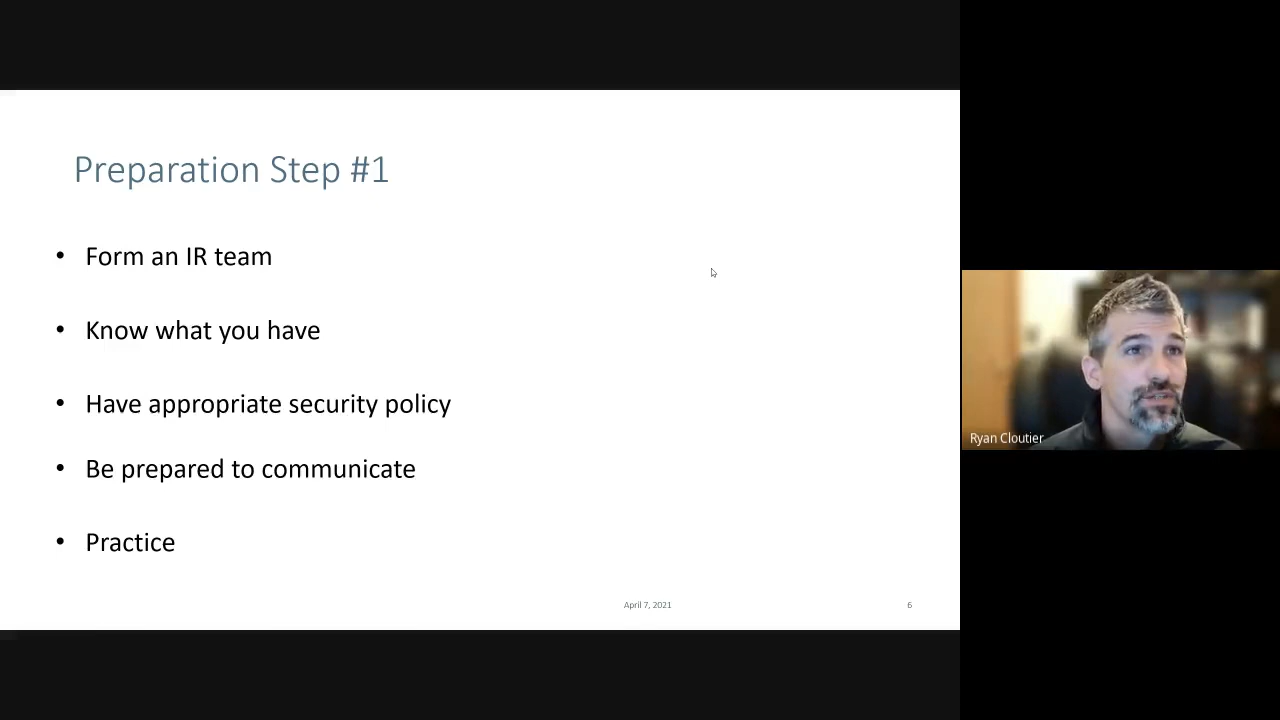 Preparation Step #1
• Form an IR team
• Know what you have
• Have appropriate security policy
• Be prepared to communicate
• Practice
April 7, 2021
6
Ryan Cloutier